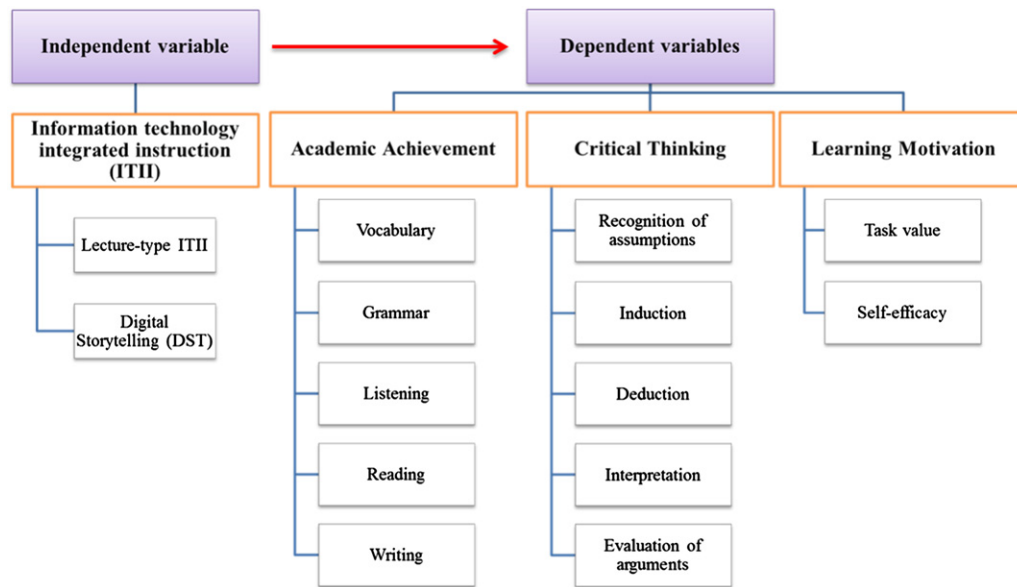 Independent variable
Dependent variables
Information technology
integrated instruction
(ITII)
Lecture-type ITII
Digital
Storytelling (DST)
Academic Achievement
Vocabulary
Grammar
Listening
Reading
Writing
Critical Thinking
Recognition of
assumptions
Induction
Deduction
Interpretation
Evaluation of
arguments
Learning Motivation
Task value
Self-efficacy